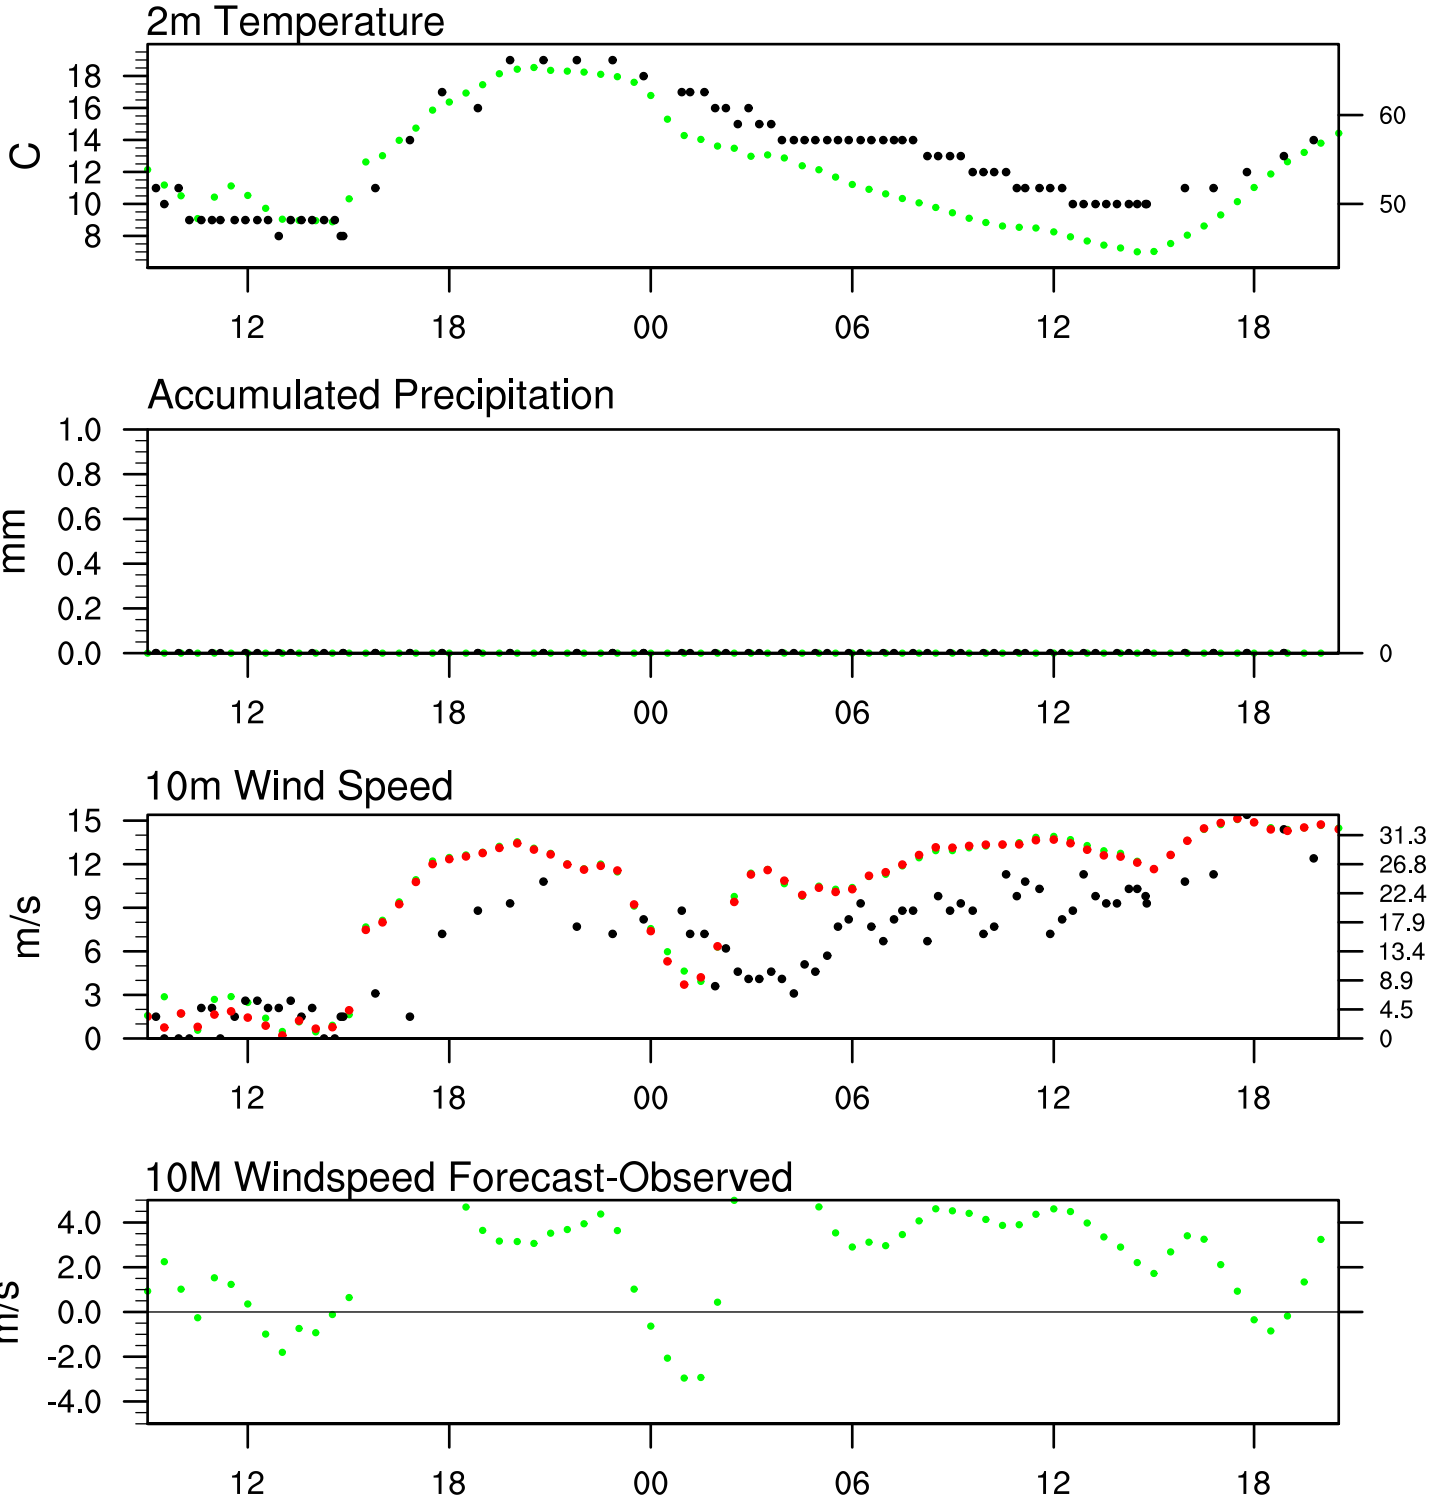 2m Temperature
18
16
14
12
10
8
C
60
50
12 18 00 06 12 18
Accumulated Precipitation
1.0
0.8
0.6
0.4
0.2
0.0
mm
0
12 18 00 06 12 18
10m Wind Speed
15
12
9
6
3
0
m/s
31.3
26.8
22.4
17.9
13.4
8.9
4.5
0
12 18 00 06 12 18
10M Windspeed Forecast-Observed
4.0
2.0
0.0
-2.0
-4.0
m/s
12 18 00 06 12 18